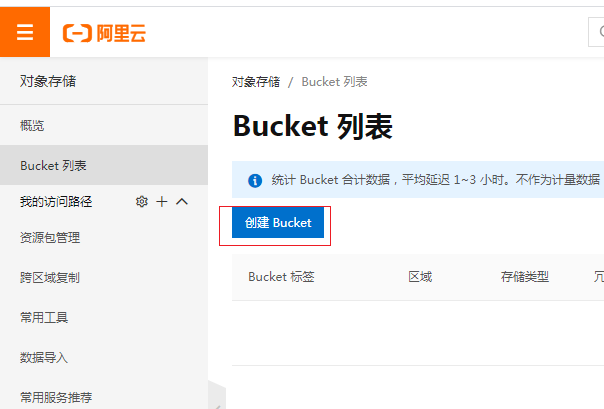 阿里云
对象存储
概览
Bucket 列表
我的访问路径
资源包管理
跨区域复制
常用工具
数据导入
常用服务推荐
对象存储 / Bucket 列表
Bucket 列表
统计 Bucket 合计数据，平均延迟 1~3 小时。不作为计量数据
创建 Bucket
Bucket 标签 区域 存储类型 冗